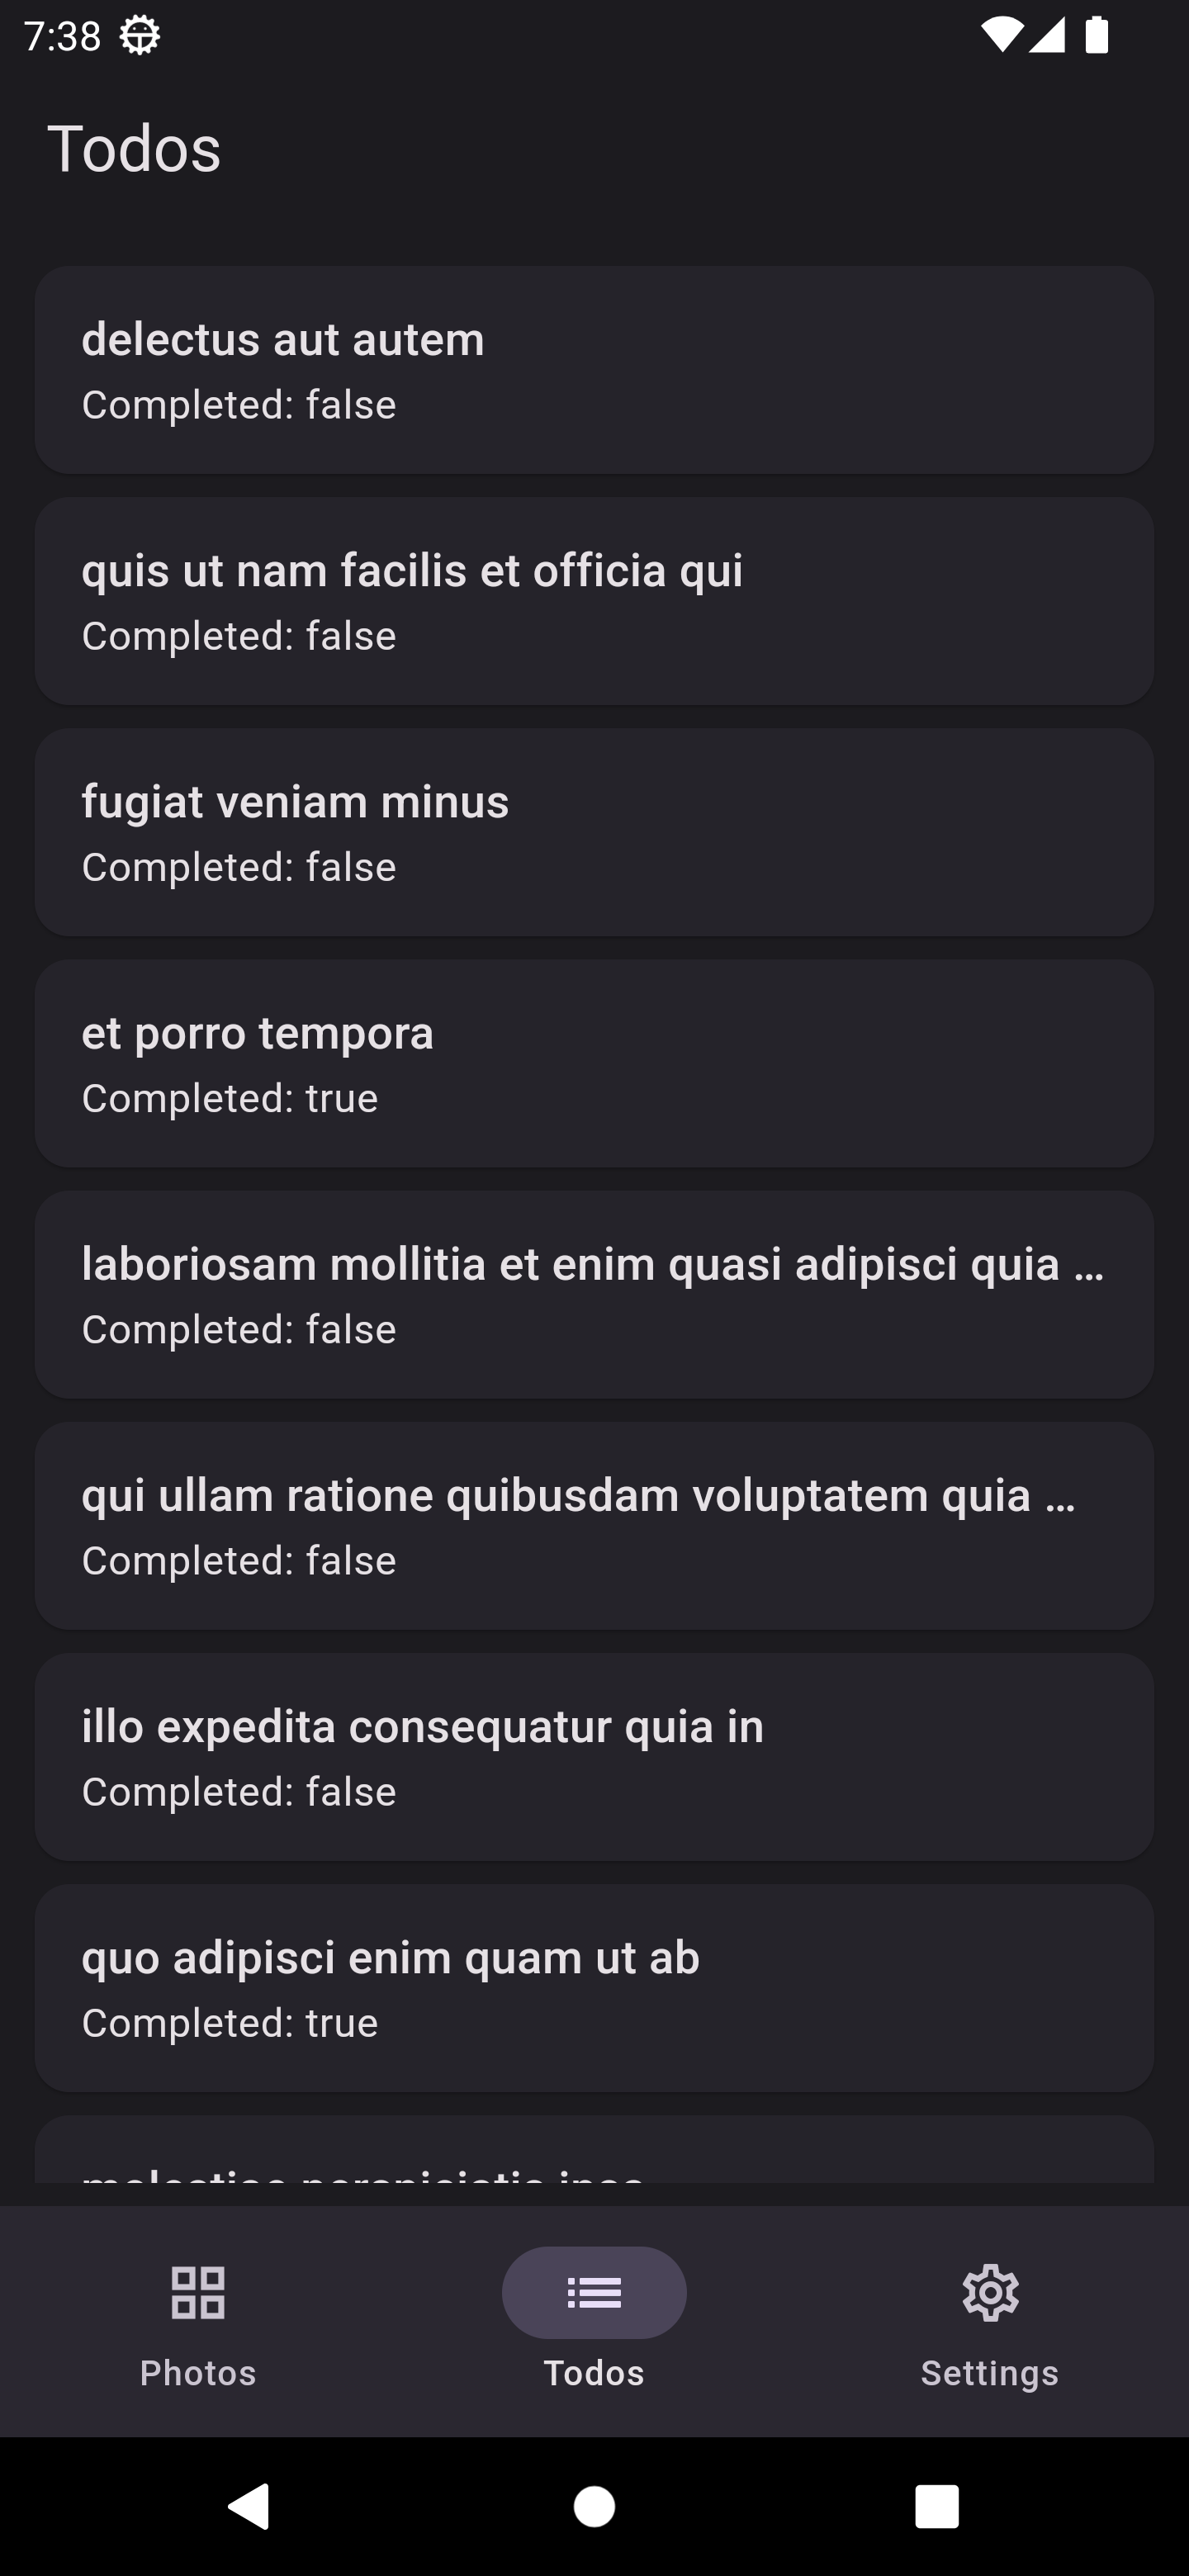 7:38
Todos
delectus aut autem
Completed: false
quis ut nam facilis et officia qui
Completed: false
fugiat veniam minus
Completed: false
et porro tempora
Completed: true
laboriosam mollitia et enim quasi adipisci quia …
Completed: false
qui ullam ratione quibusdam voluptatem quia …
Completed: false
illo expedita consequatur quia in
Completed: false
quo adipisci enim quam ut ab
Completed: true
molestiae perspiciatis ipsa
Photos
Todos
Settings